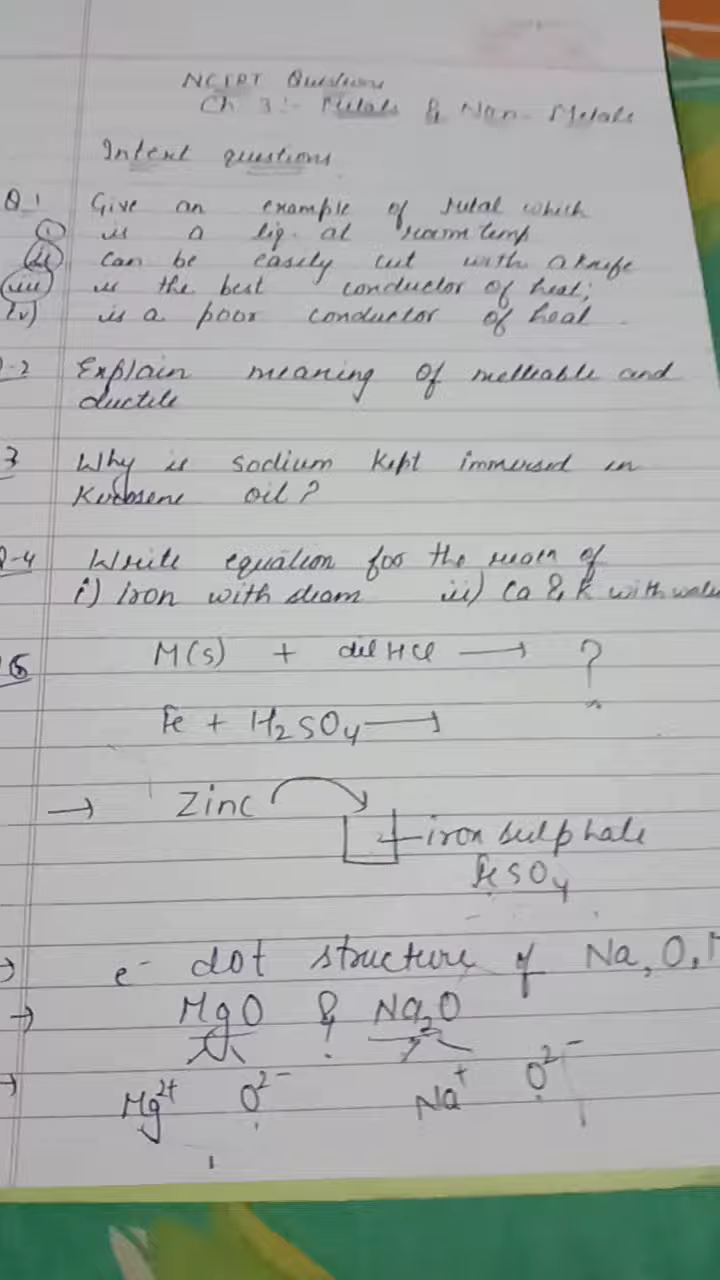 NCERT Questions
Ch 3:- Metals & Non-Metals
Intext questions
Q.1 Give an example of metal which
(i) is a liq. at room temp
(ii) can be easily cut with a knife
(iii) is the best conductor of heat;
iv) is a poor conductor of heat.
-2 Explain meaning of melleable and
ductile
3 Why is sodium kept immersed in
Kerosene oil?
-4 Write equation for the reacn of
i) Iron with steam ii) Ca & K with water
5 M(s) + dil HCl ⟶ ?
Fe + H₂SO₄ ⟶
→ Zinc
iron sulphate
FeSO₄
→ e⁻ dot structure of Na, O,
→ MgO & Na₂O
→ Mg²⁺ O²⁻ Na⁺ O²⁻